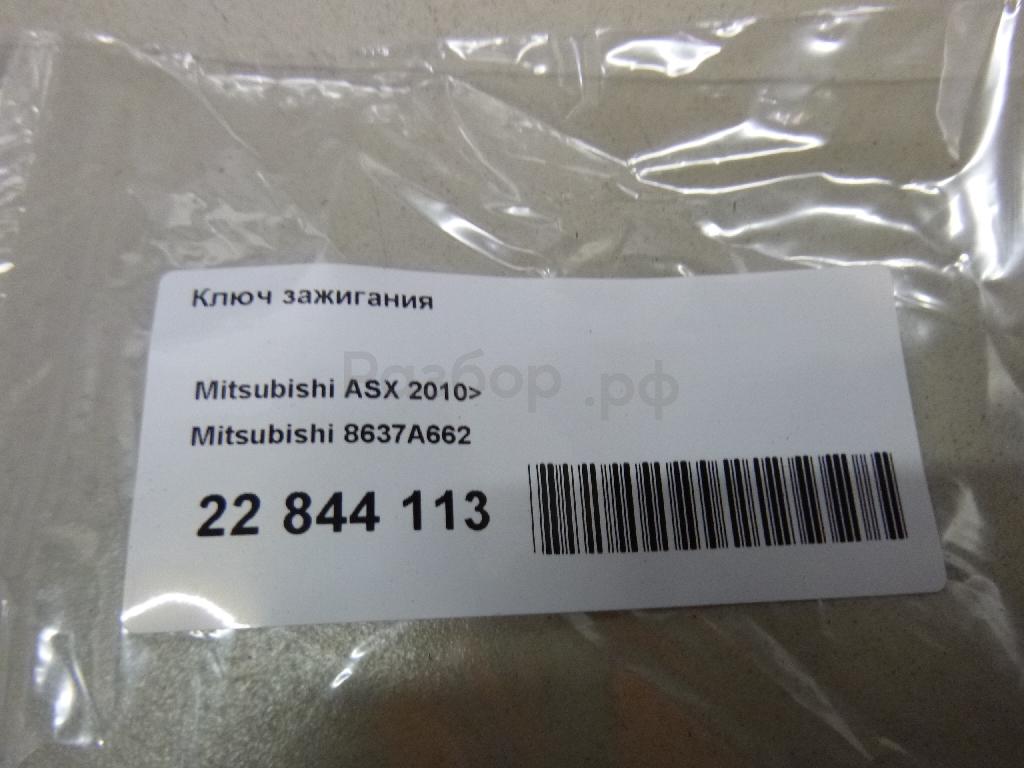 Ключ зажигания
Разбор.рф
Mitsubishi ASX 2010>
Mitsubishi 8637A662
22 844 113